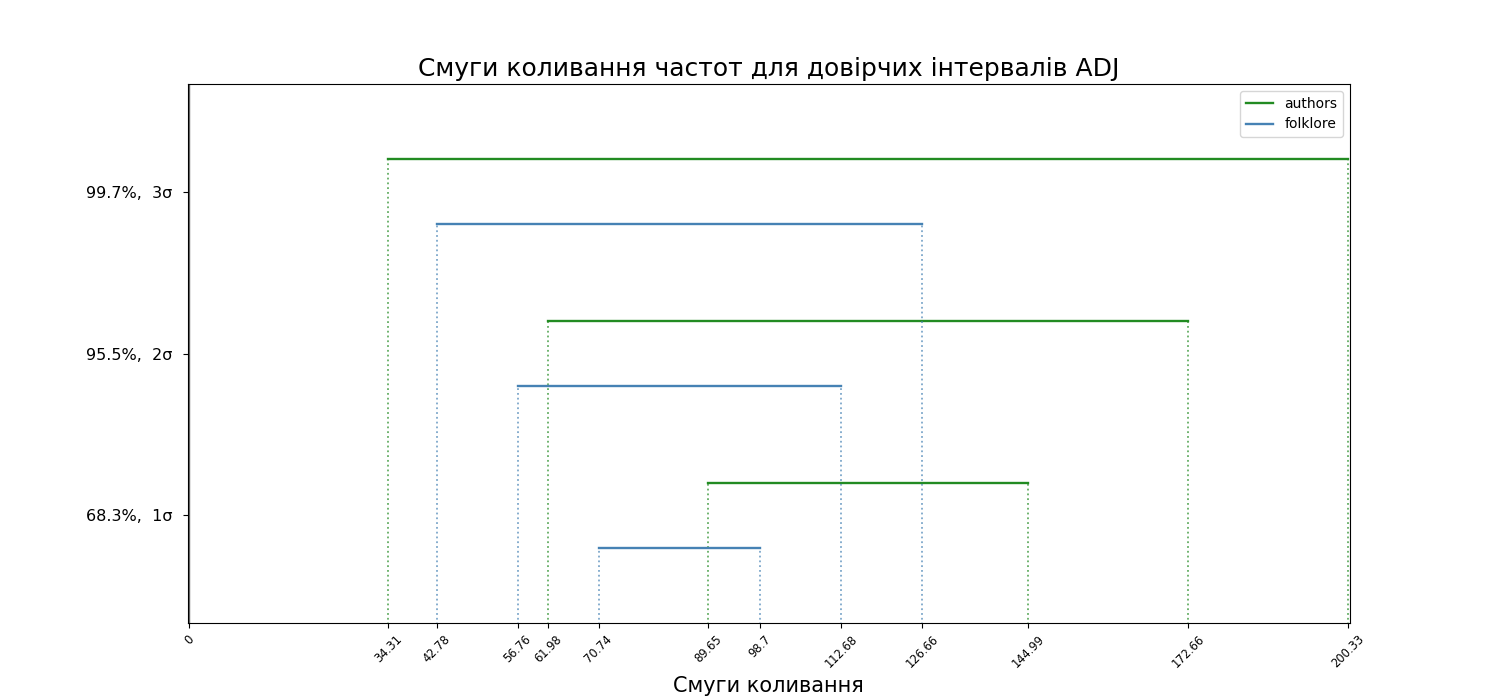 Смуги коливання частот для довірчих інтервалів ADJ
authors
folklore
99.7%, 3σ
95.5%, 2σ
68.3%, 1σ
0
34.31
42.78
56.76
61.98
70.74
89.65
98.7
112.68
126.66
144.99
172.66
200.33
Смуги коливання